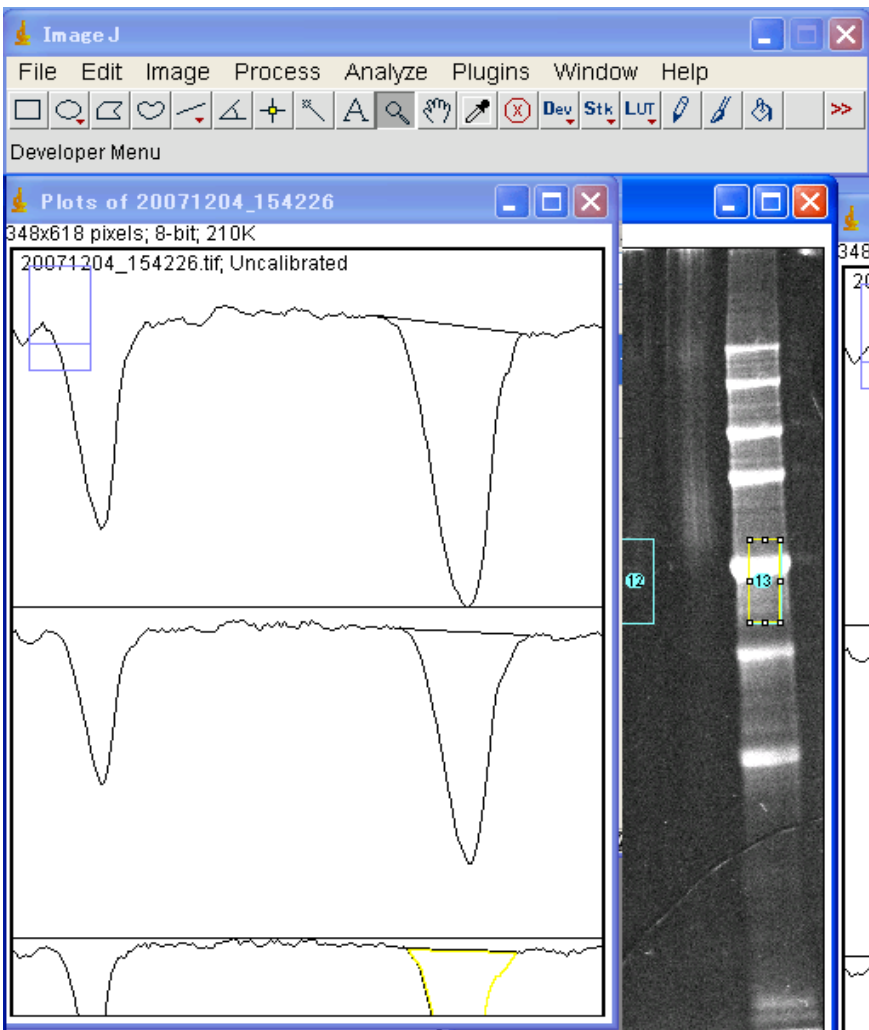 ImageJ
File Edit Image Process Analyze Plugins Window Help
A Dev Stk LUT >>
Developer Menu
Plots of 20071204_154226
348x618 pixels; 8-bit; 210K
20071204_154226.tif; Uncalibrated
348
20
12
13